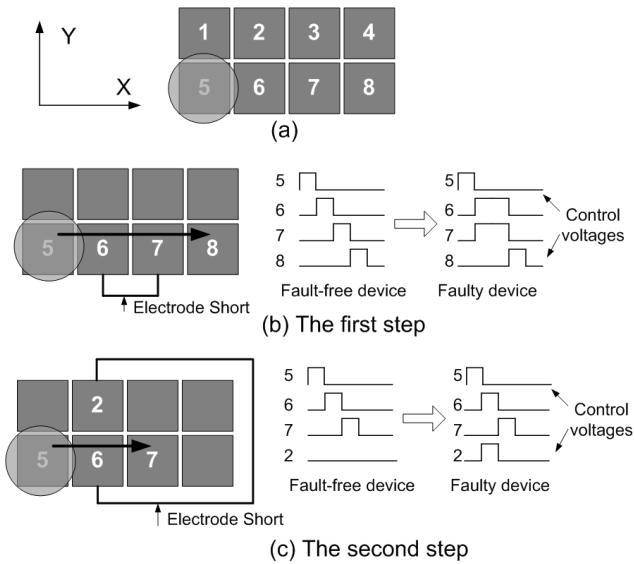 Y
X
1 2 3 4
5 6 7 8
(a)
5 6 7 8
Electrode Short
5
6
7
8
Fault-free device
5
6
7
8
Control
voltages
Faulty device
(b) The first step
2
5 6 7
Electrode Short
5
6
7
2
Fault-free device
5
6
7
2
Control
voltages
Faulty device
(c) The second step